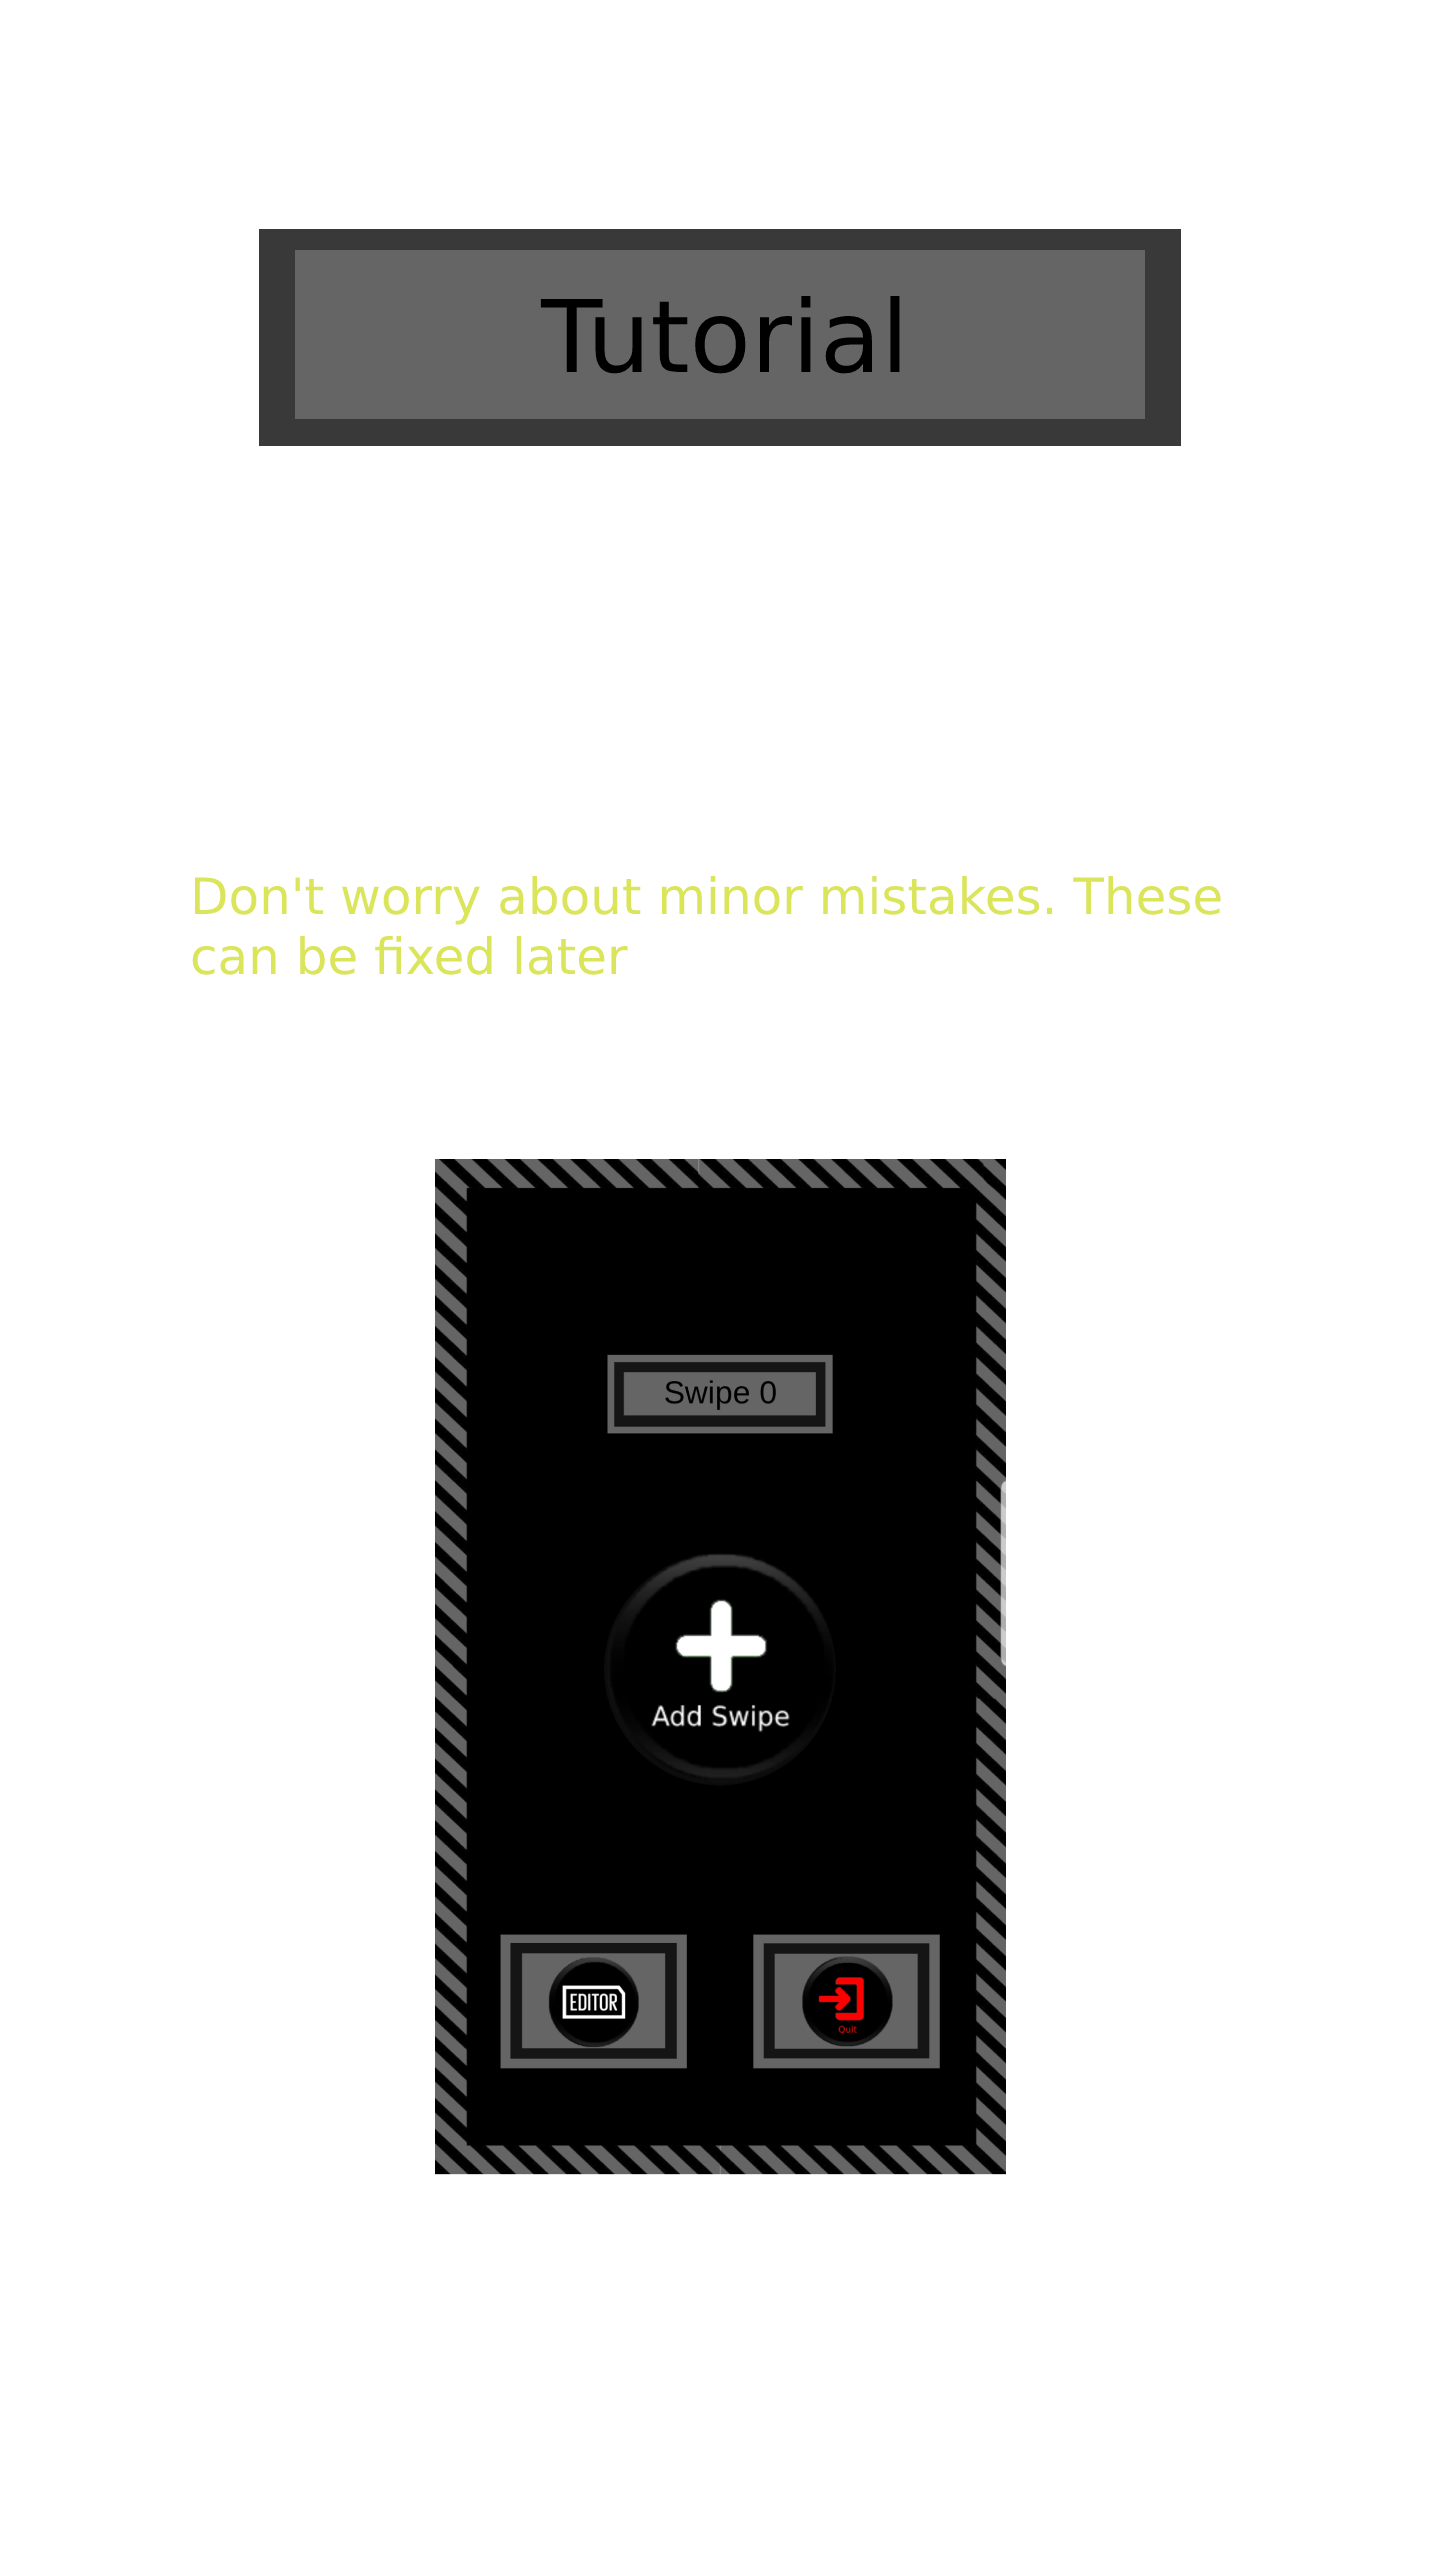 Tutorial
Don't worry about minor mistakes. These
can be fixed later
Swipe 0
Add Swipe
EDITOR
Quit